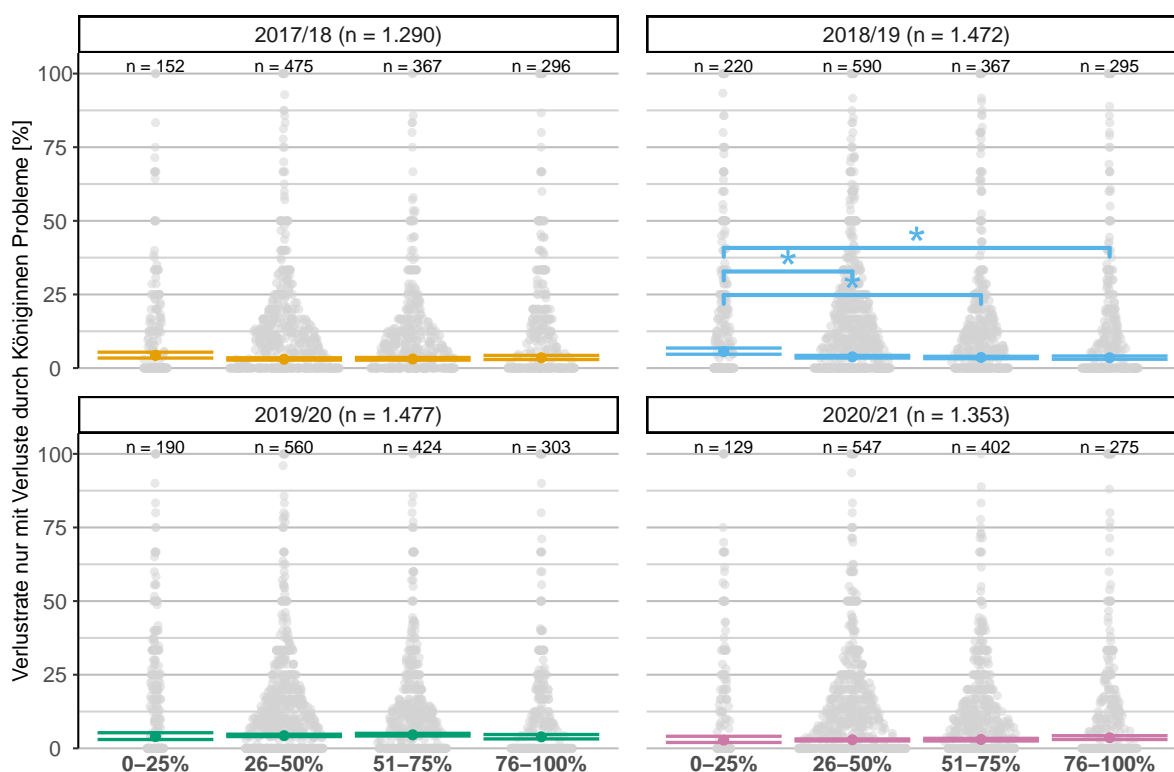 Verlustrate nur mit Verluste durch Königinnen Probleme [%]
2017/18 (n = 1.290)
n = 152 n = 475 n = 367 n = 296
100
75
50
25
0
2018/19 (n = 1.472)
n = 220 n = 590 n = 367 n = 295
*
*
*
2019/20 (n = 1.477)
n = 190 n = 560 n = 424 n = 303
100
75
50
25
0
0–25% 26–50% 51–75% 76–100%
2020/21 (n = 1.353)
n = 129 n = 547 n = 402 n = 275
0–25% 26–50% 51–75% 76–100%